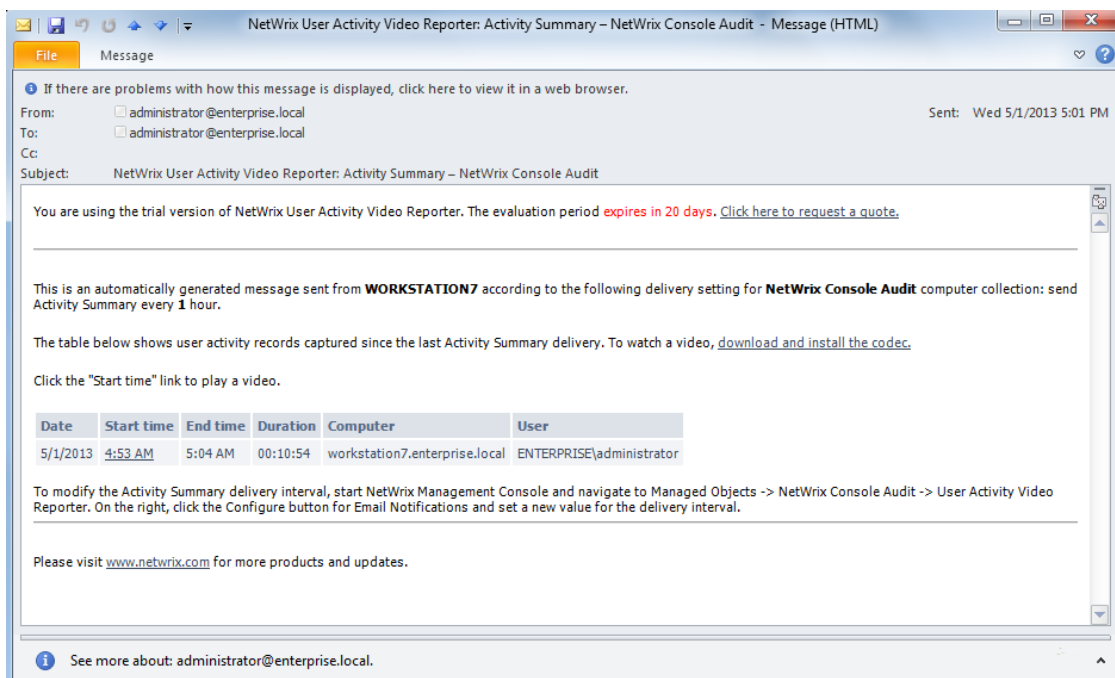 NetWrix User Activity Video Reporter: Activity Summary – NetWrix Console Audit - Message (HTML)
File Message
If there are problems with how this message is displayed, click here to view it in a web browser.
From: administrator@enterprise.local Sent: Wed 5/1/2013 5:01 PM
To: administrator@enterprise.local
Cc:
Subject: NetWrix User Activity Video Reporter: Activity Summary – NetWrix Console Audit
You are using the trial version of NetWrix User Activity Video Reporter. The evaluation period expires in 20 days. Click here to request a quote.
This is an automatically generated message sent from WORKSTATION7 according to the following delivery setting for NetWrix Console Audit computer collection: send
Activity Summary every 1 hour.
The table below shows user activity records captured since the last Activity Summary delivery. To watch a video, download and install the codec.
Click the "Start time" link to play a video.
Date Start time End time Duration Computer User
5/1/2013 4:53 AM 5:04 AM 00:10:54 workstation7.enterprise.local ENTERPRISE\administrator
To modify the Activity Summary delivery interval, start NetWrix Management Console and navigate to Managed Objects -> NetWrix Console Audit -> User Activity Video
Reporter. On the right, click the Configure button for Email Notifications and set a new value for the delivery interval.
Please visit www.netwrix.com for more products and updates.
See more about: administrator@enterprise.local.